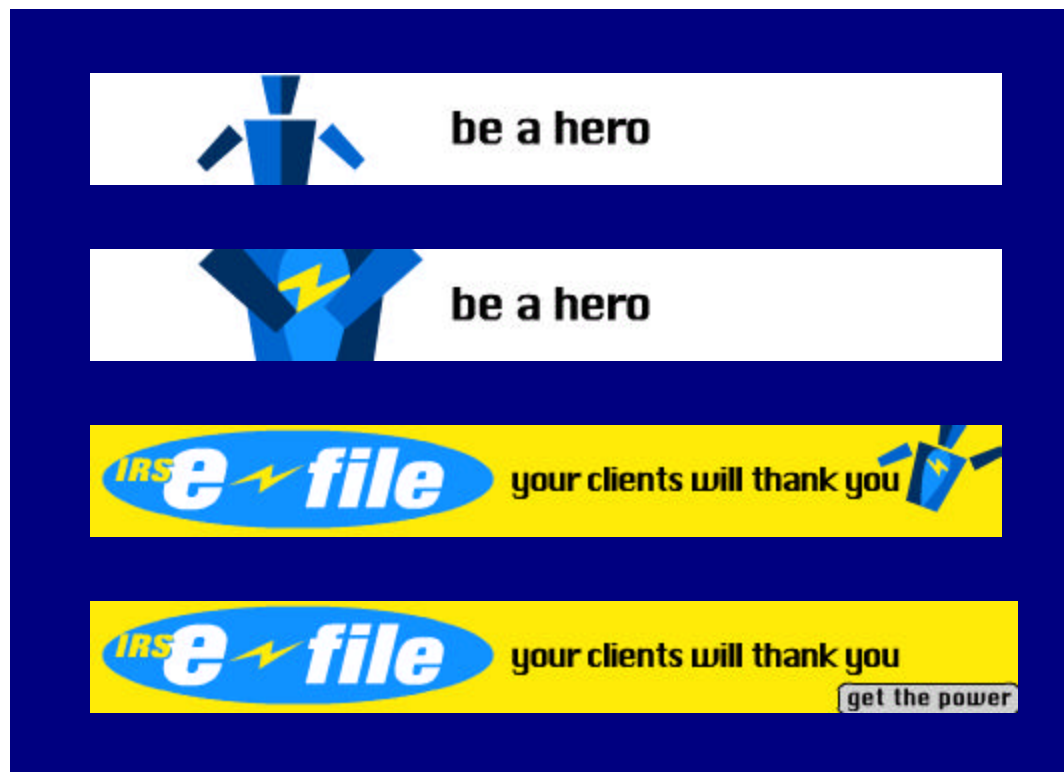 be a hero
be a hero
IRS e file your clients will thank you
IRS e file your clients will thank you
get the power